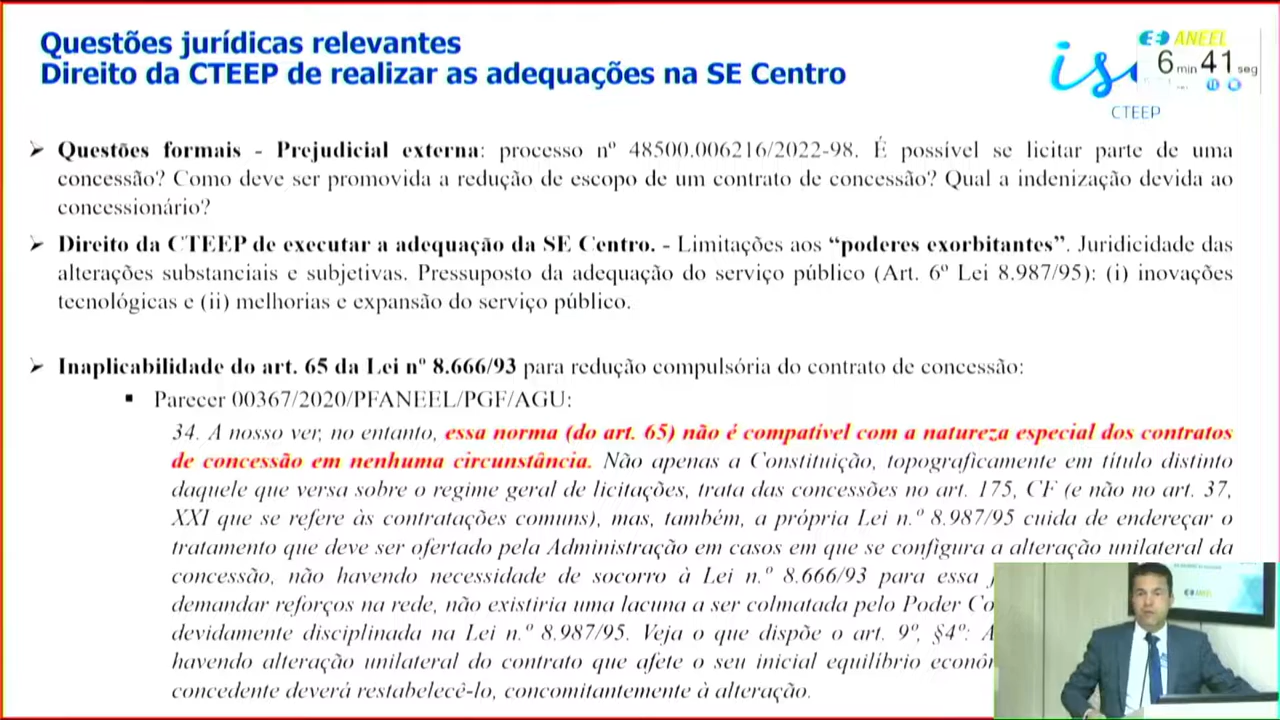 Questões jurídicas relevantes
Direito da CTEEP de realizar as adequações na SE Centro
ANEEL
6 min 41 seg
CTEEP
➢ Questões formais - Prejudicial externa: processo nº 48500.006216/2022-98. É possível se licitar parte de uma
concessão? Como deve ser promovida a redução de escopo de um contrato de concessão? Qual a indenização devida ao
concessionário?
➢ Direito da CTEEP de executar a adequação da SE Centro. - Limitações aos “poderes exorbitantes”. Juridicidade das
alterações substanciais e subjetivas. Pressuposto da adequação do serviço público (Art. 6º Lei 8.987/95): (i) inovações
tecnológicas e (ii) melhorias e expansão do serviço público.
➢ Inaplicabilidade do art. 65 da Lei nº 8.666/93 para redução compulsória do contrato de concessão:
▪ Parecer 00367/2020/PFANEEL/PGF/AGU:
34. A nosso ver, no entanto, essa norma (do art. 65) não é compatível com a natureza especial dos contratos
de concessão em nenhuma circunstância. Não apenas a Constituição, topograficamente em título distinto
daquele que versa sobre o regime geral de licitações, trata das concessões no art. 175, CF (e não no art. 37,
XXI que se refere às contratações comuns), mas, também, a própria Lei n.º 8.987/95 cuida de endereçar o
tratamento que deve ser ofertado pela Administração em casos em que se configura a alteração unilateral da
concessão, não havendo necessidade de socorro à Lei n.º 8.666/93 para essa
demandar reforços na rede, não existiria uma lacuna a ser colmatada pelo Poder
devidamente disciplinada na Lei n.º 8.987/95. Veja o que dispõe o art. 9º, §4º:
havendo alteração unilateral do contrato que afete o seu inicial equilíbrio
concedente deverá restabelecê-lo, concomitantemente à alteração.
ANEEL